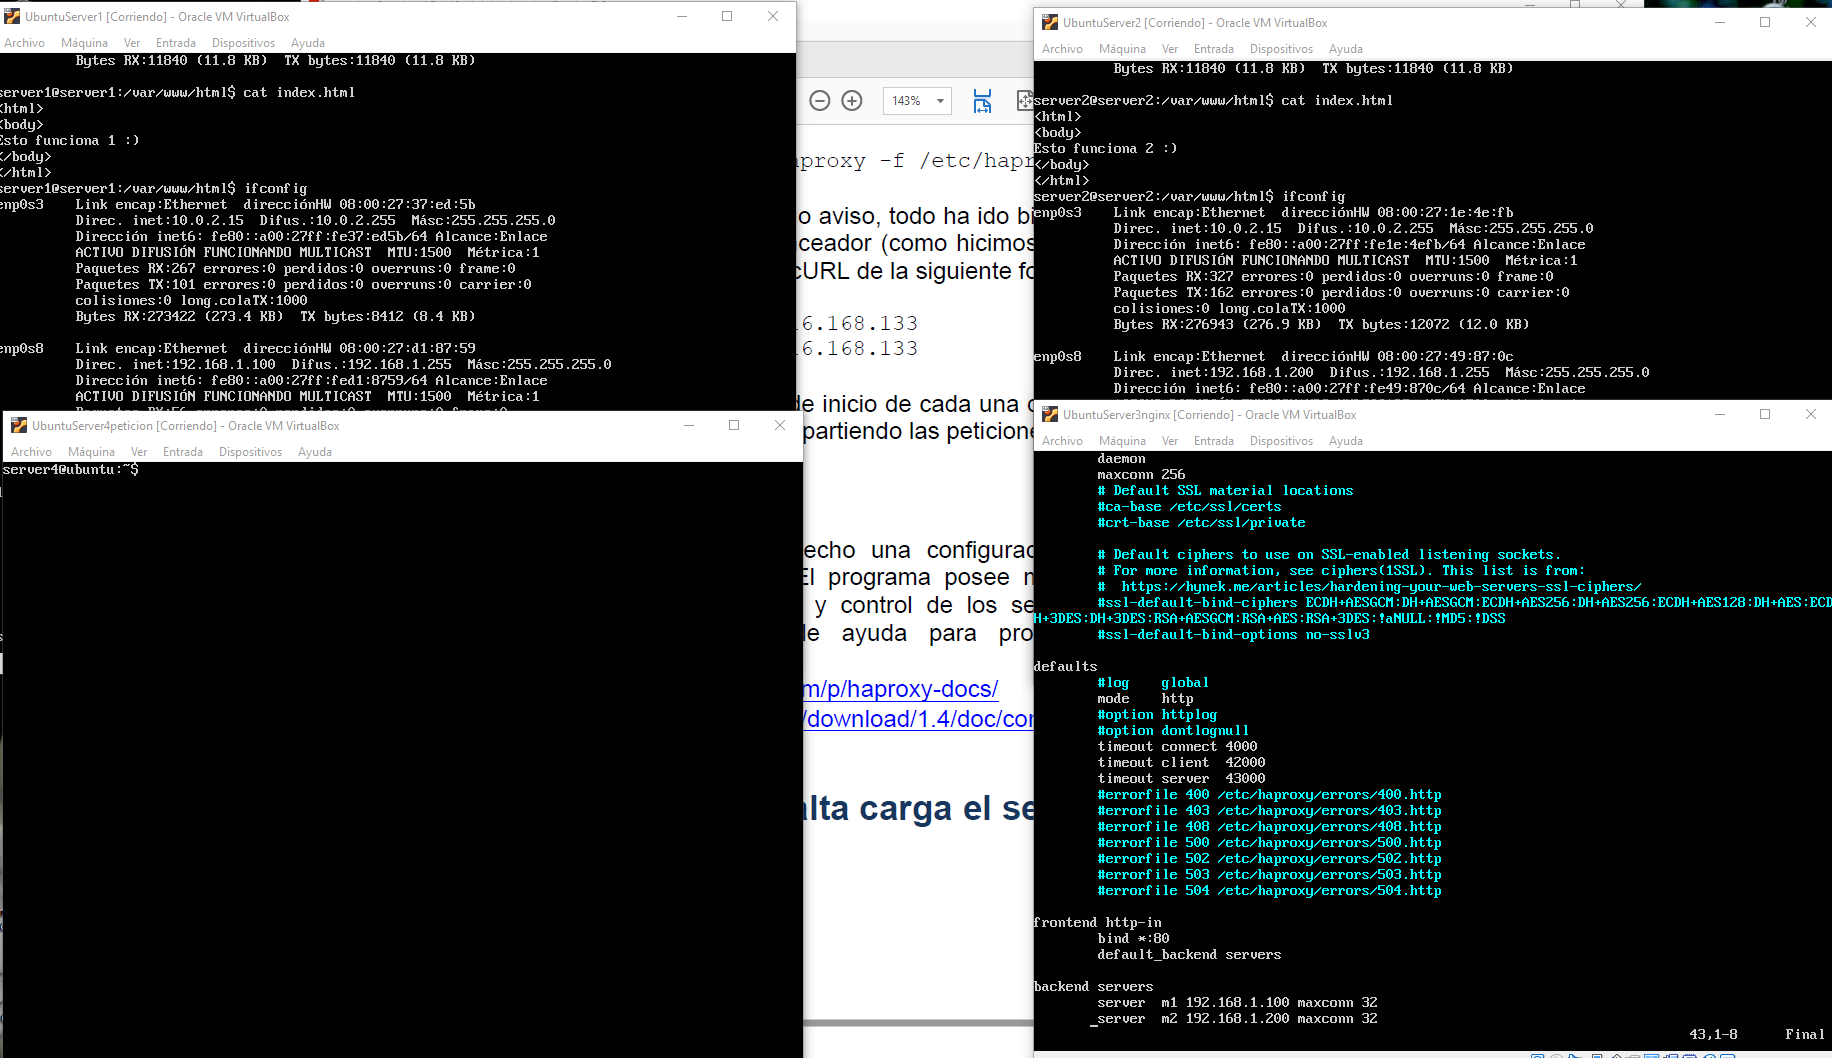 UbuntuServer1 [Corriendo] - Oracle VM VirtualBox
Archivo Máquina Ver Entrada Dispositivos Ayuda
Bytes RX:11840 (11.8 KB)  TX bytes:11840 (11.8 KB)
server1@server1:/var/www/html$ cat index.html
<html>
<body>
Esto funciona 1 :)
</body>
</html>
server1@server1:/var/www/html$ ifconfig
enp0s3    Link encap:Ethernet  direcciónHW 08:00:27:37:ed:5b
Direc. inet:10.0.2.15  Difus.:10.0.2.255  Másc:255.255.255.0
Dirección inet6: fe80::a00:27ff:fe37:ed5b/64 Alcance:Enlace
ACTIVO DIFUSIÓN FUNCIONANDO MULTICAST  MTU:1500  Métrica:1
Paquetes RX:267 errores:0 perdidos:0 overruns:0 frame:0
Paquetes TX:101 errores:0 perdidos:0 overruns:0 carrier:0
colisiones:0 long.colaTX:1000
Bytes RX:273422 (273.4 KB)  TX bytes:8412 (8.4 KB)
enp0s8    Link encap:Ethernet  direcciónHW 08:00:27:d1:87:59
Direc. inet:192.168.1.100  Difus.:192.168.1.255  Másc:255.255.255.0
Dirección inet6: fe80::a00:27ff:fed1:8759/64 Alcance:Enlace
ACTIVO DIFUSIÓN FUNCIONANDO MULTICAST  MTU:1500  Métrica:1
UbuntuServer4peticion [Corriendo] - Oracle VM VirtualBox
Archivo Máquina Ver Entrada Dispositivos Ayuda
server4@ubuntu:~$
143%
aproxy -f /etc/hapr
o aviso, todo ha ido bi
nceador (como hicimos
cURL de la siguiente fo
16.168.133
16.168.133
de inicio de cada una
partiendo las peticione
echo una configurac
El programa posee
y control de los se
de ayuda para pro
m/p/haproxy-docs/
/download/1.4/doc/con
alta carga el se
UbuntuServer2 [Corriendo] - Oracle VM VirtualBox
Archivo Máquina Ver Entrada Dispositivos Ayuda
Bytes RX:11840 (11.8 KB)  TX bytes:11840 (11.8 KB)
server2@server2:/var/www/html$ cat index.html
<html>
<body>
Esto funciona 2 :)
</body>
</html>
server2@server2:/var/www/html$ ifconfig
enp0s3    Link encap:Ethernet  direcciónHW 08:00:27:1e:4e:fb
Direc. inet:10.0.2.15  Difus.:10.0.2.255  Másc:255.255.255.0
Dirección inet6: fe80::a00:27ff:fe1e:4efb/64 Alcance:Enlace
ACTIVO DIFUSIÓN FUNCIONANDO MULTICAST  MTU:1500  Métrica:1
Paquetes RX:327 errores:0 perdidos:0 overruns:0 frame:0
Paquetes TX:162 errores:0 perdidos:0 overruns:0 carrier:0
colisiones:0 long.colaTX:1000
Bytes RX:276943 (276.9 KB)  TX bytes:12072 (12.0 KB)
enp0s8    Link encap:Ethernet  direcciónHW 08:00:27:49:87:0c
Direc. inet:192.168.1.200  Difus.:192.168.1.255  Másc:255.255.255.0
Dirección inet6: fe80::a00:27ff:fe49:870c/64 Alcance:Enlace
UbuntuServer3nginx [Corriendo] - Oracle VM VirtualBox
Archivo Máquina Ver Entrada Dispositivos Ayuda
daemon
maxconn 256
# Default SSL material locations
#ca-base /etc/ssl/certs
#crt-base /etc/ssl/private
# Default ciphers to use on SSL-enabled listening sockets.
# For more information, see ciphers(1SSL). This list is from:
#  https://hynek.me/articles/hardening-your-web-servers-ssl-ciphers/
#ssl-default-bind-ciphers ECDH+AESGCM:DH+AESGCM:ECDH+AES256:DH+AES256:ECDH+AES128:DH+AES:ECD
H+3DES:DH+3DES:RSA+AESGCM:RSA+AES:RSA+3DES:!aNULL:!MD5:!DSS
#ssl-default-bind-options no-sslv3
defaults
#log    global
mode    http
#option httplog
#option dontlognull
timeout connect 4000
timeout client  42000
timeout server  43000
#errorfile 400 /etc/haproxy/errors/400.http
#errorfile 403 /etc/haproxy/errors/403.http
#errorfile 408 /etc/haproxy/errors/408.http
#errorfile 500 /etc/haproxy/errors/500.http
#errorfile 502 /etc/haproxy/errors/502.http
#errorfile 503 /etc/haproxy/errors/503.http
#errorfile 504 /etc/haproxy/errors/504.http
frontend http-in
bind *:80
default_backend servers
backend servers
server  m1 192.168.1.100 maxconn 32
server  m2 192.168.1.200 maxconn 32
43,1-8 Final